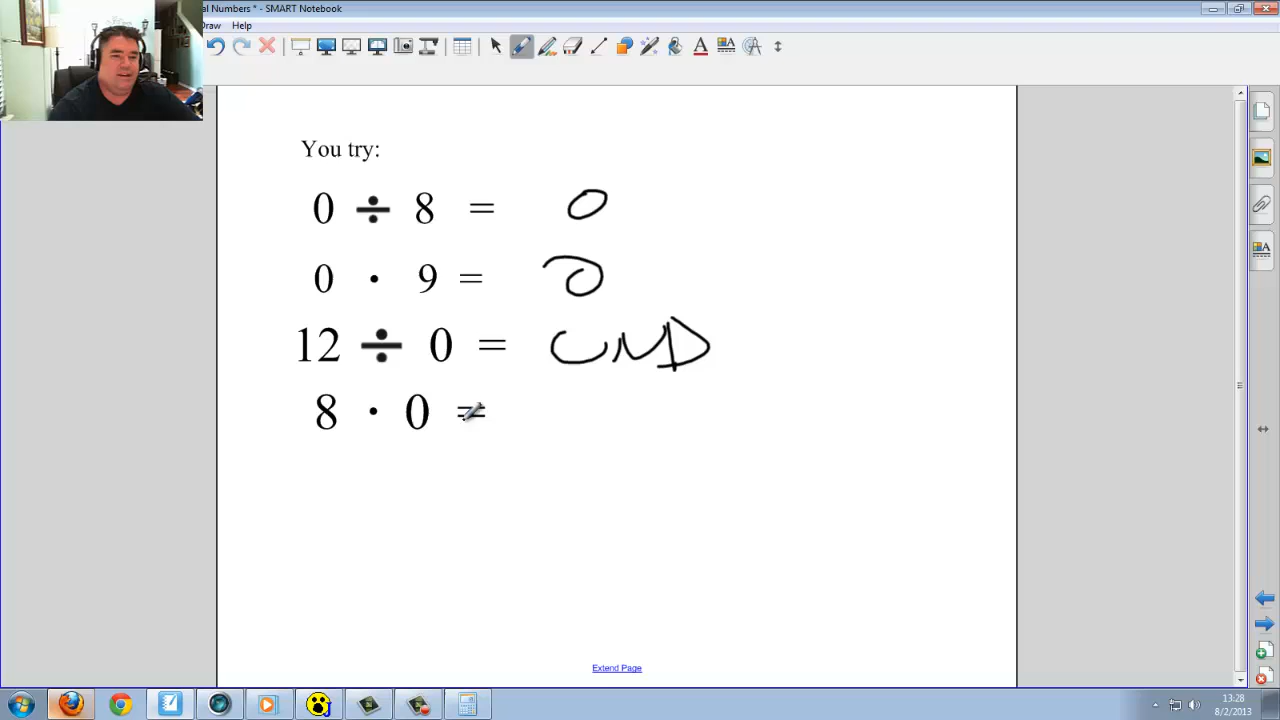 al Numbers * - SMART Notebook
Draw Help
You try:
0 ÷ 8 = 0
0 · 9 = 0
12 ÷ 0 = UND
8 · 0 =
Extend Page
13:28
8/2/2013